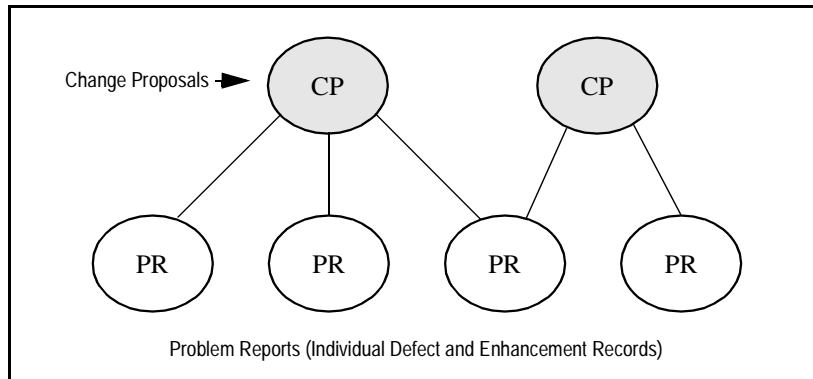 Change Proposals
CP
CP
PR
PR
PR
PR
Problem Reports (Individual Defect and Enhancement Records)